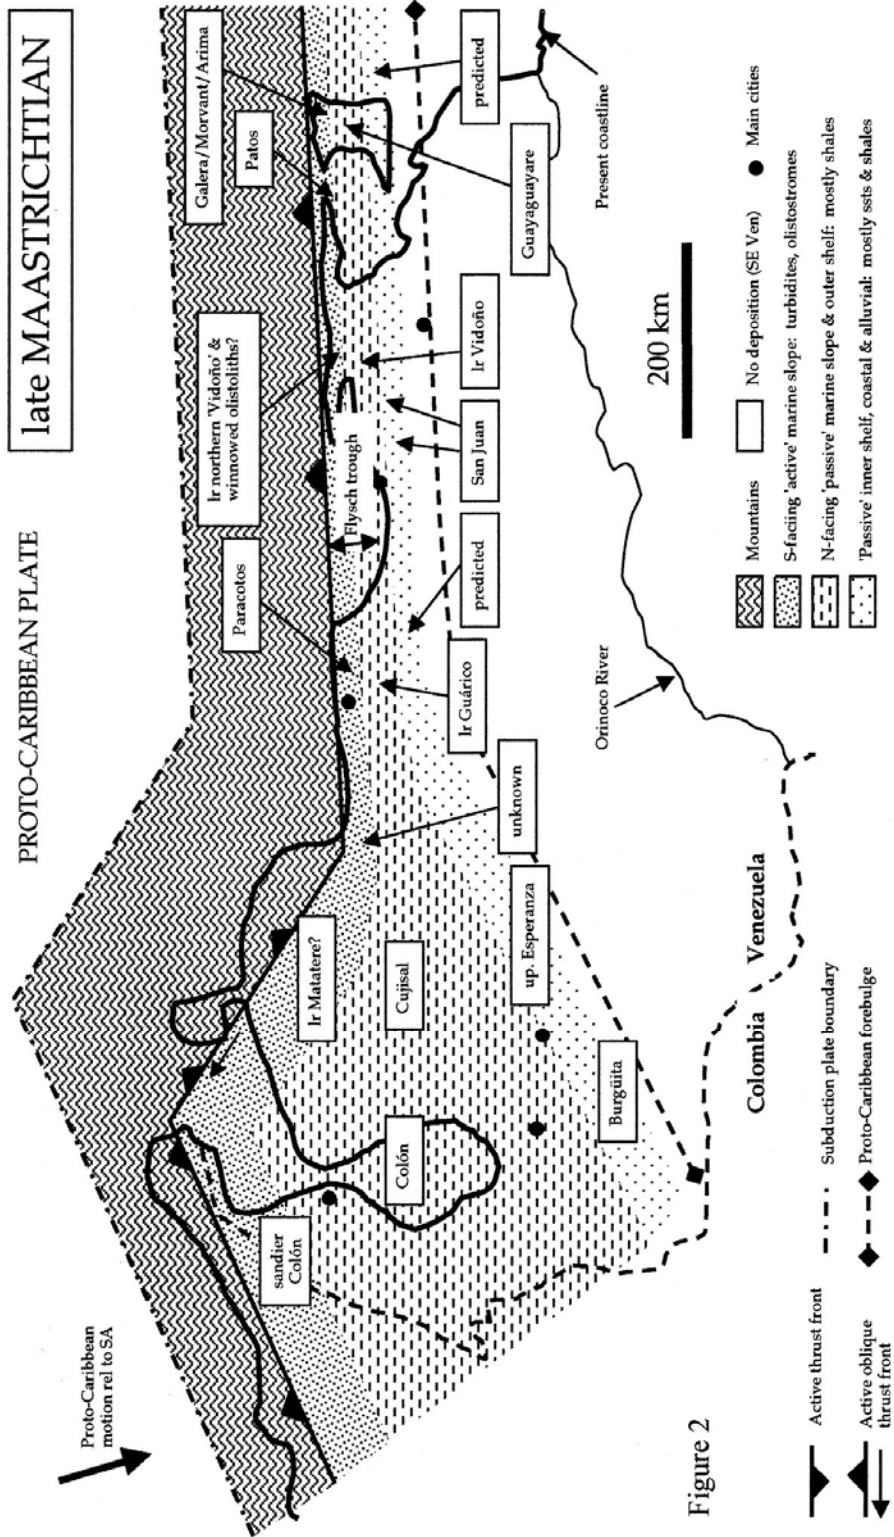 late MAASTRICHTIAN
PROTO-CARIBBEAN PLATE
Proto-Caribbean
motion rel to SA
Galera/Morvant/Arima
Patos
Ir northern 'Vidoño' &
winnowed olistoliths?
Paracotos
Flysch trough
Ir Matatere?
sandier
Colón
Colón
Cujisal
up. Esperanza
Burgüita
unknown
Ir Guárico
predicted
San Juan
Ir Vidoño
Guayaguayare
predicted
Present coastline
Orinoco River
200 km
Colombia
Venezuela
Figure 2
Active thrust front
Active oblique
thrust front
Subduction plate boundary
Proto-Caribbean forebulge
Mountains
No deposition (SE Ven)
Main cities
S-facing 'active' marine slope: turbidites, olistostromes
N-facing 'passive' marine slope & outer shelf: mostly shales
'Passive' inner shelf, coastal & alluvial: mostly ssts & shales